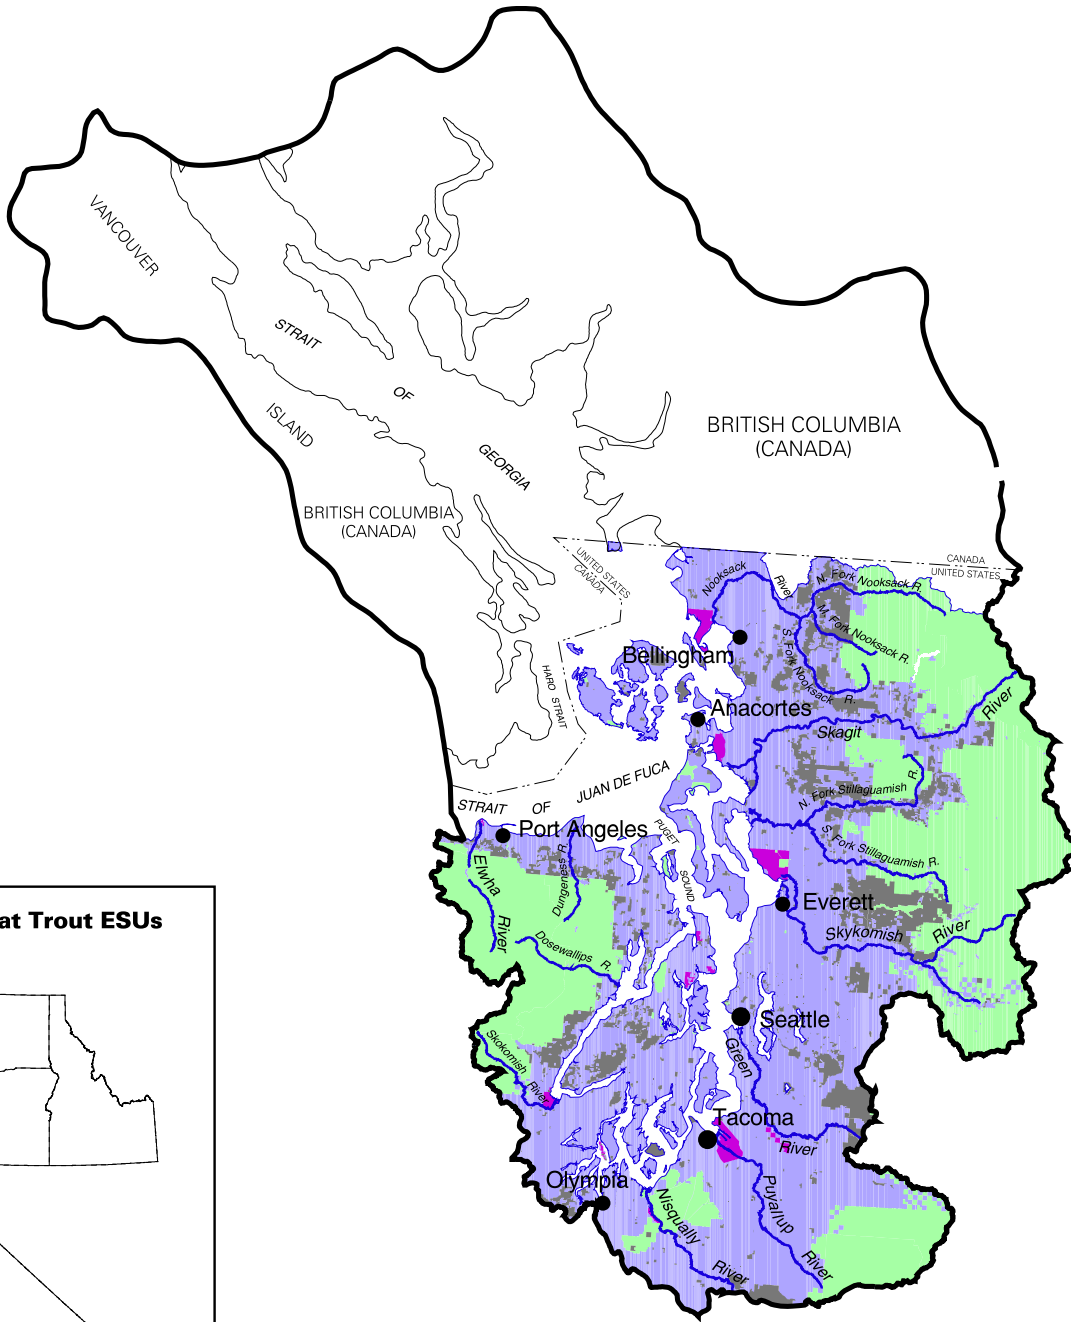 VANCOUVER
ISLAND
STRAIT
OF
GEORGIA
BRITISH COLUMBIA
(CANADA)
BRITISH COLUMBIA
(CANADA)
UNITED STATES
CANADA
CANADA
UNITED STATES
Nooksack
River
N. Fork Nooksack R.
M. Fork Nooksack R.
S. Fork Nooksack R.
Bellingham
HARO STRAIT
Anacortes
Skagit
River
STRAIT OF JUAN DE FUCA
N. Fork Stillaguamish R.
S. Fork Stillaguamish R.
Port Angeles
PUGET
SOUND
Elwha
River
Dungeness R.
Dosewallips R.
Everett
Skykomish
River
at Trout ESUs
Seattle
Green
River
Skokomish
River
Tacoma
Olympia
Nisqually
River
Puyallup
River